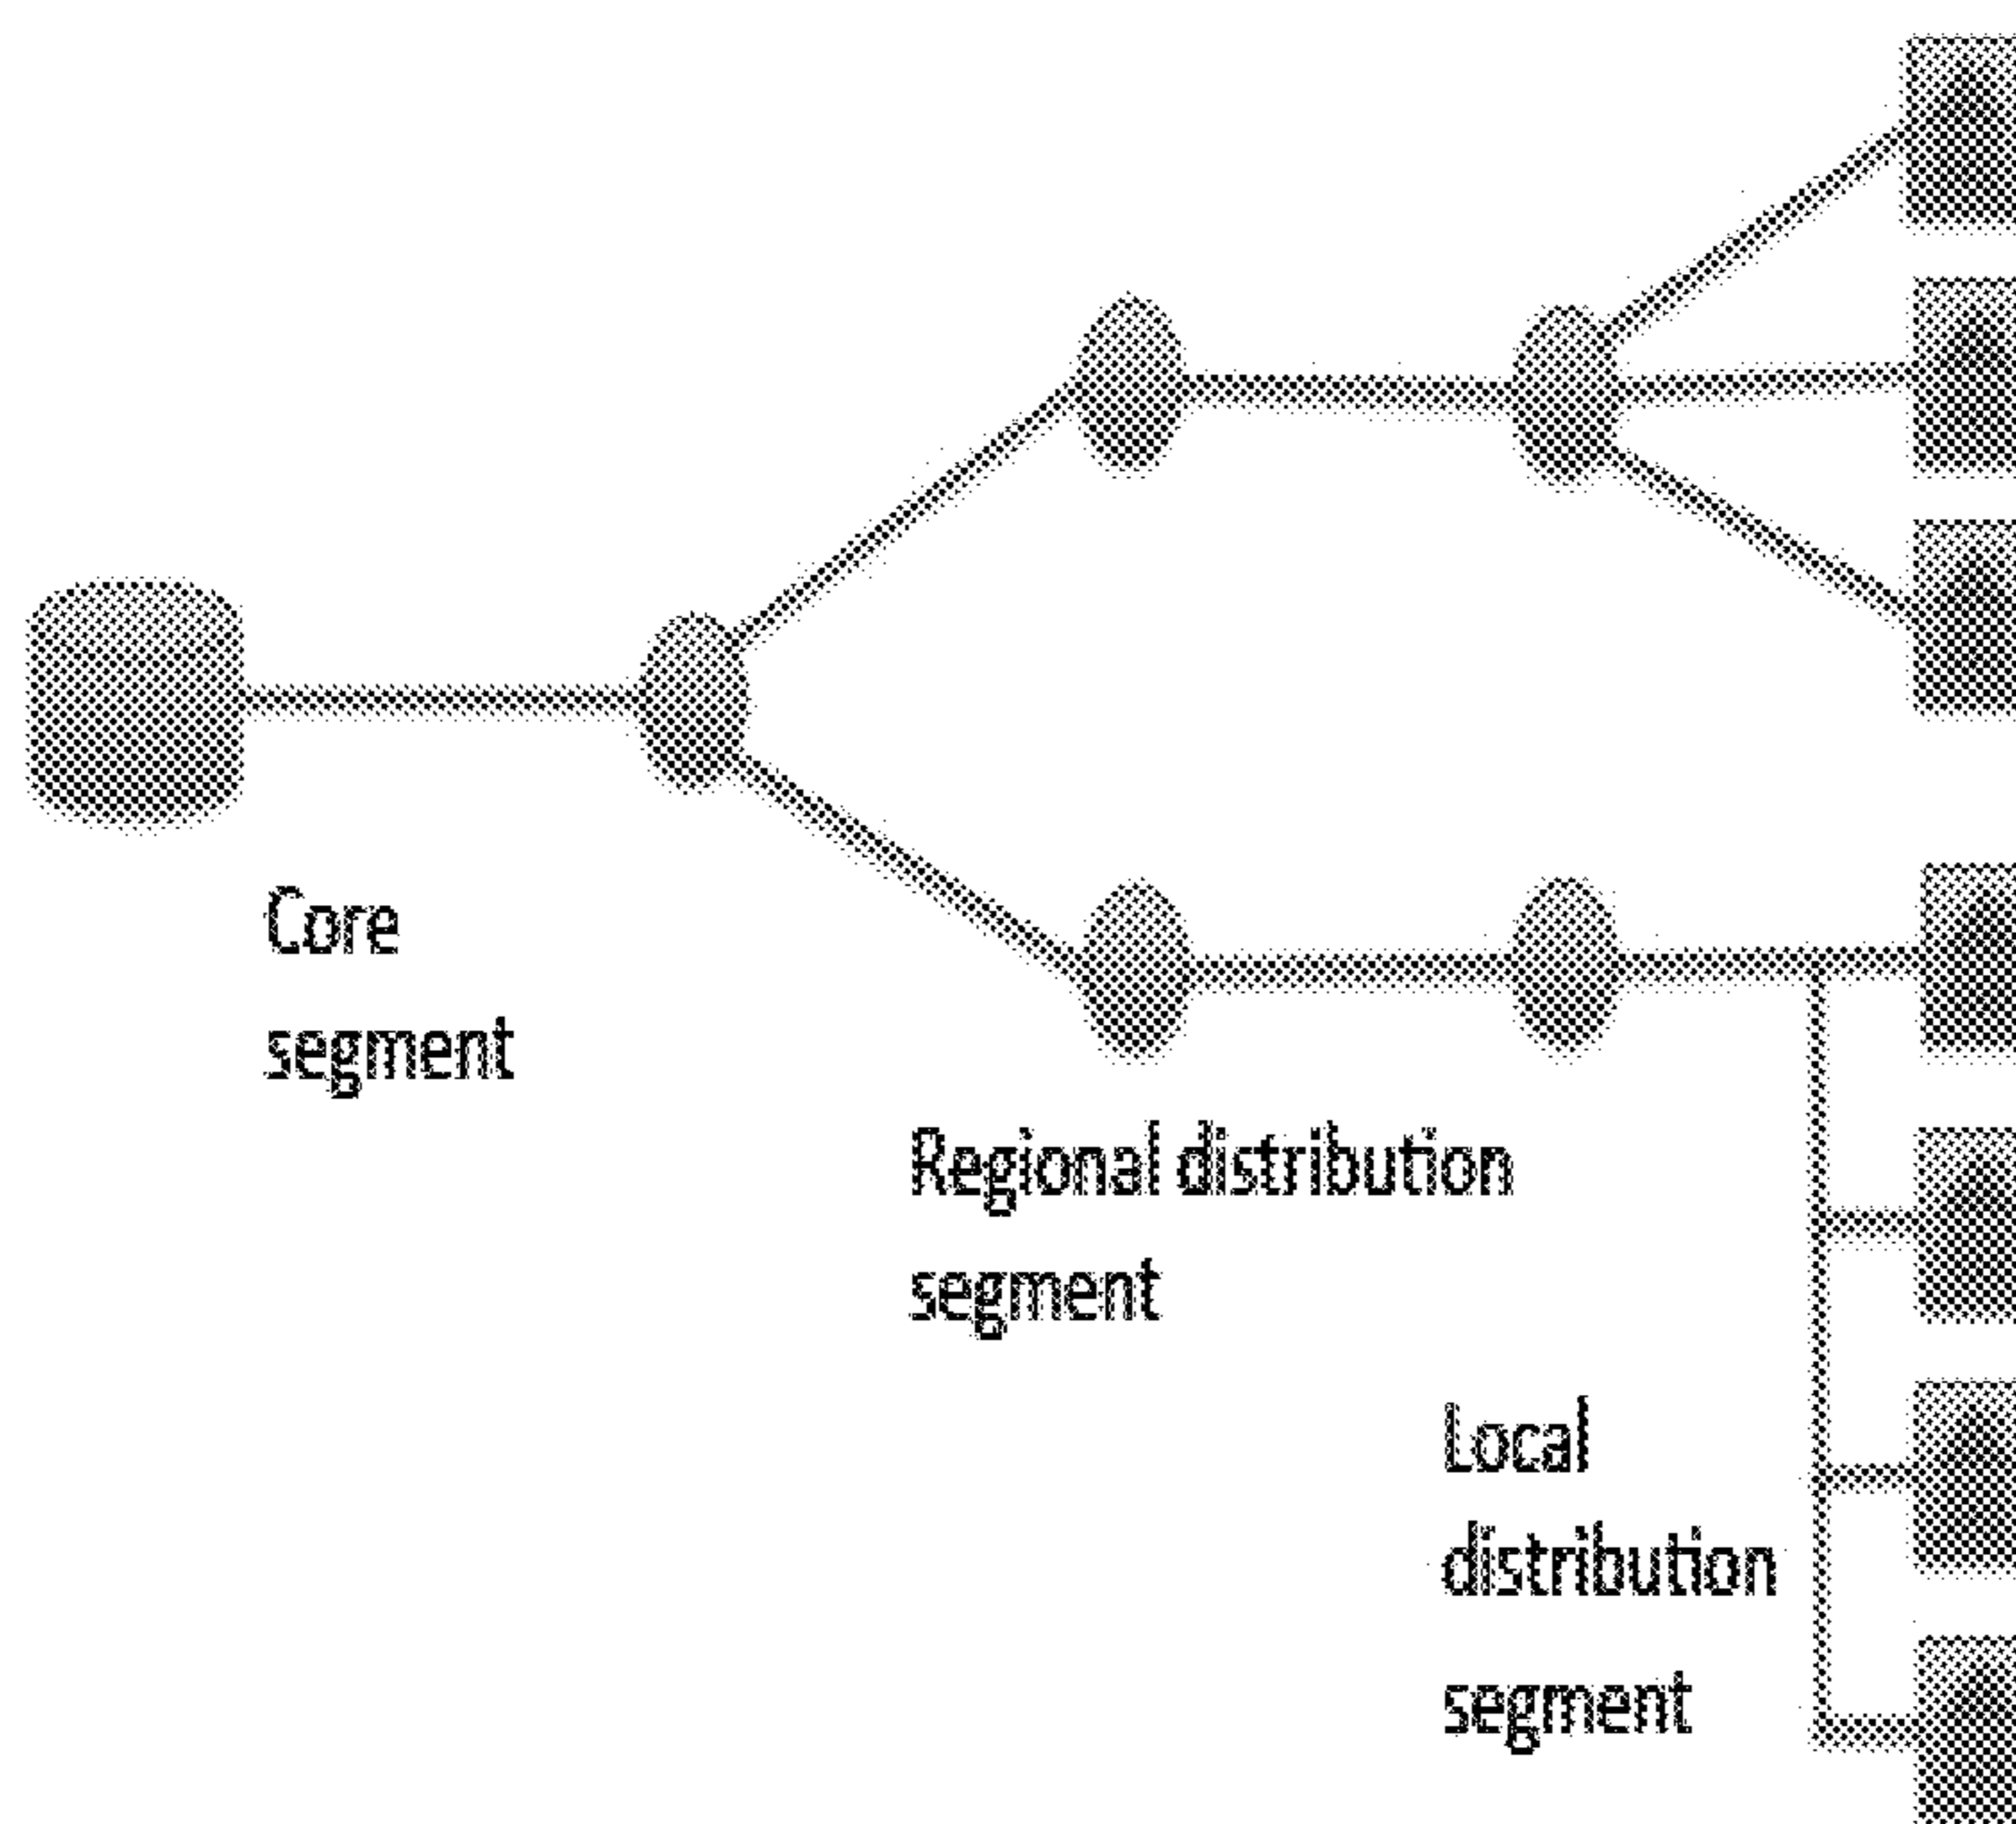 Core
segment
Regional distribution
segment
Local
distribution
segment